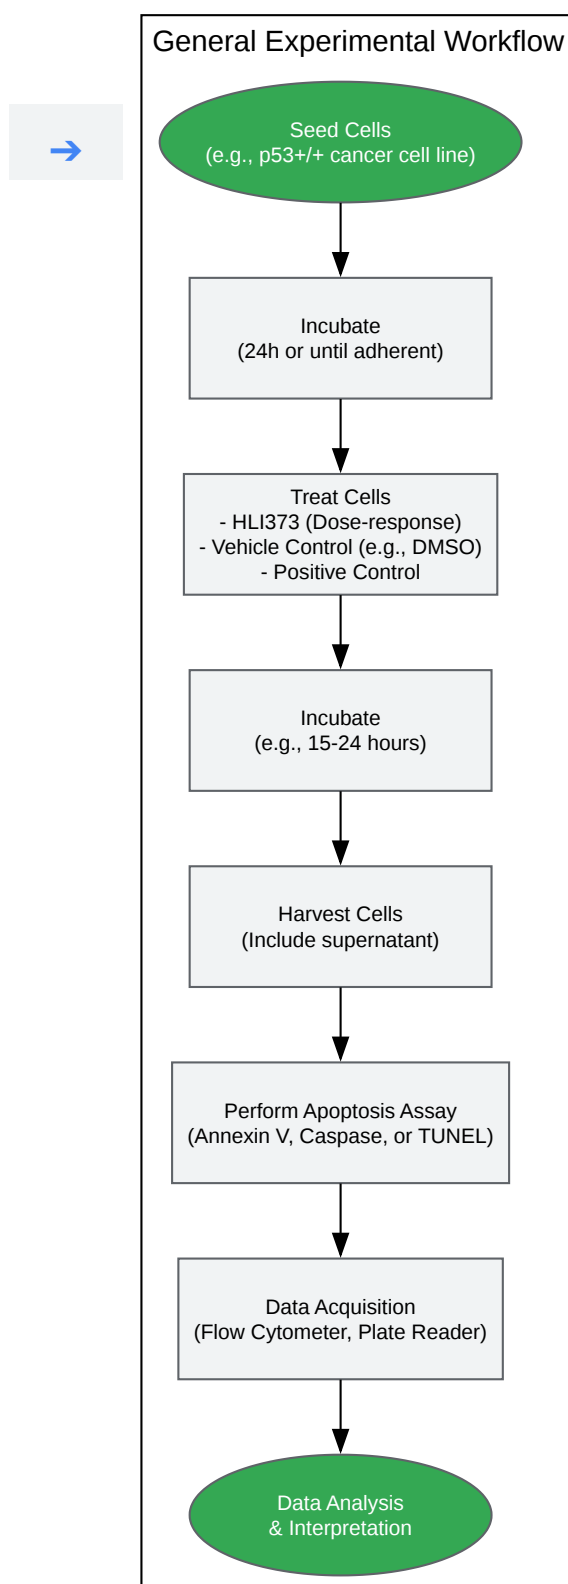 General Experimental Workflow
Seed Cells
(e.g., p53+/+ cancer cell line)
Incubate
(24h or until adherent)
Treat Cells
- HLI373 (Dose-response)
- Vehicle Control (e.g., DMSO)
- Positive Control
Incubate
(e.g., 15-24 hours)
Harvest Cells
(Include supernatant)
Perform Apoptosis Assay
(Annexin V, Caspase, or TUNEL)
Data Acquisition
(Flow Cytometer, Plate Reader)
Data Analysis
& Interpretation